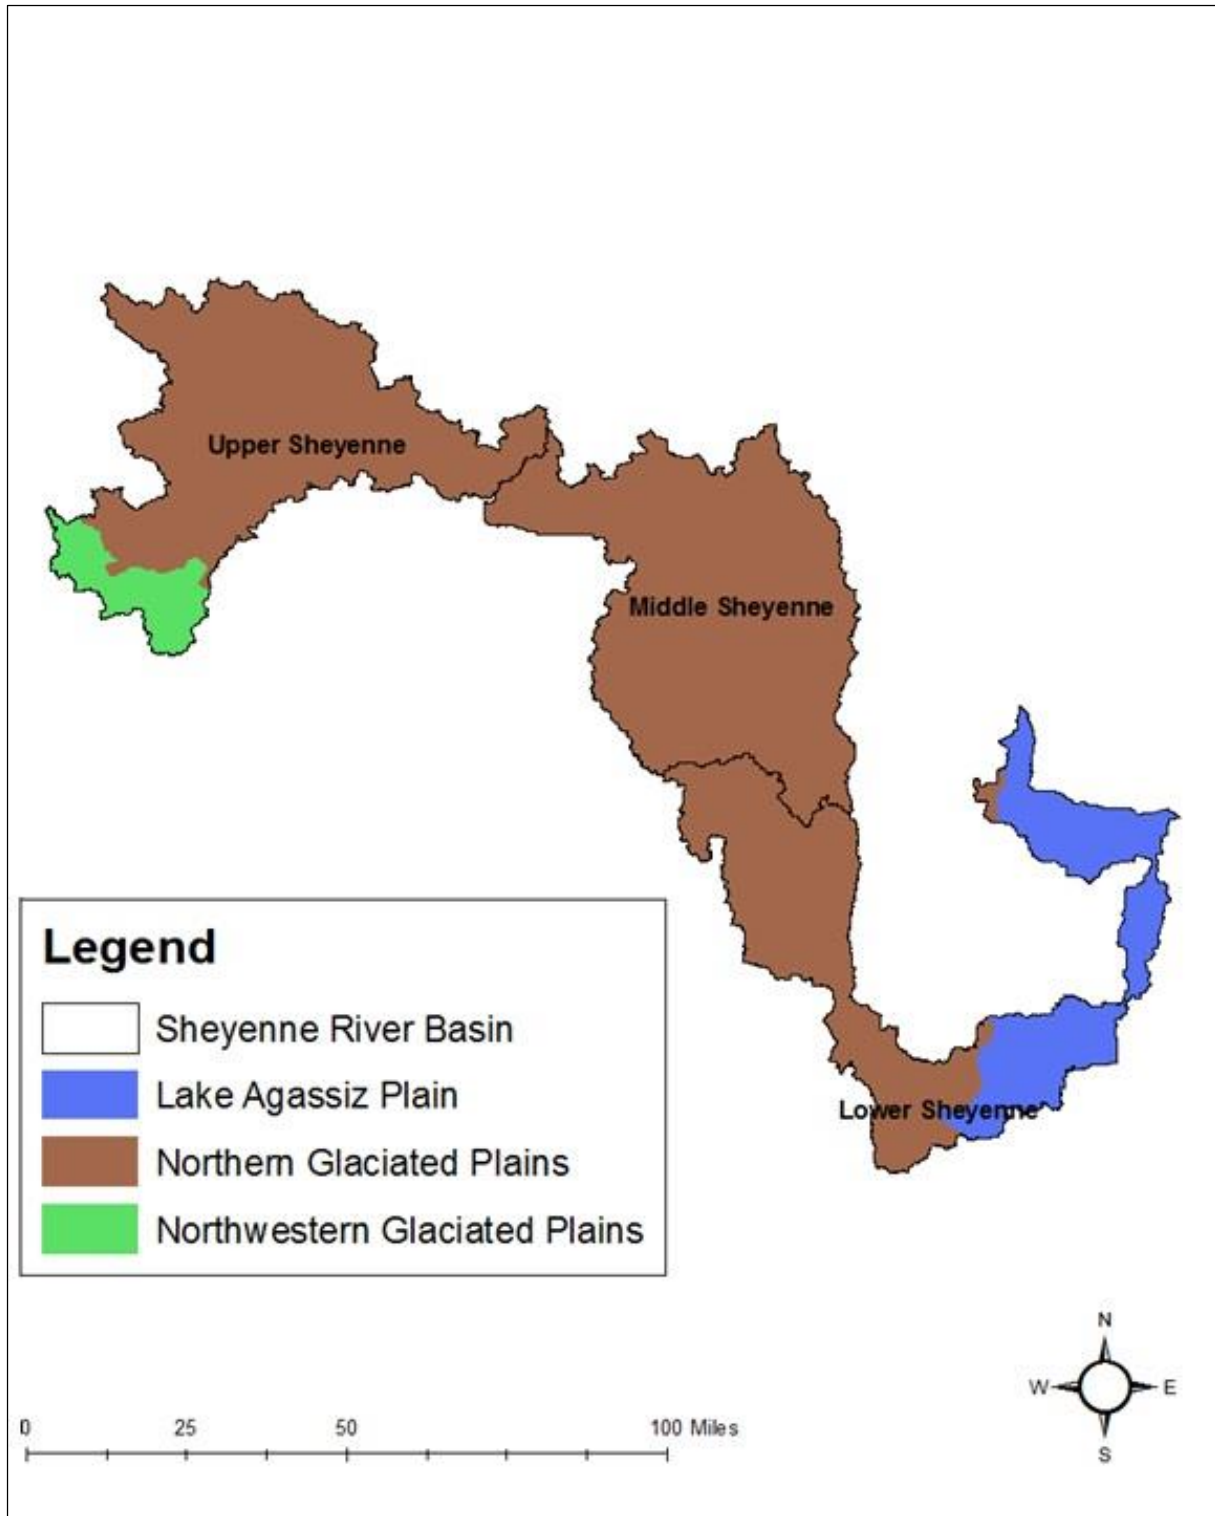 Upper Sheyenne
Middle Sheyenne
Lower Sheyenne
Legend
Sheyenne River Basin
Lake Agassiz Plain
Northern Glaciated Plains
Northwestern Glaciated Plains
N
W E
S
0 25 50 100 Miles